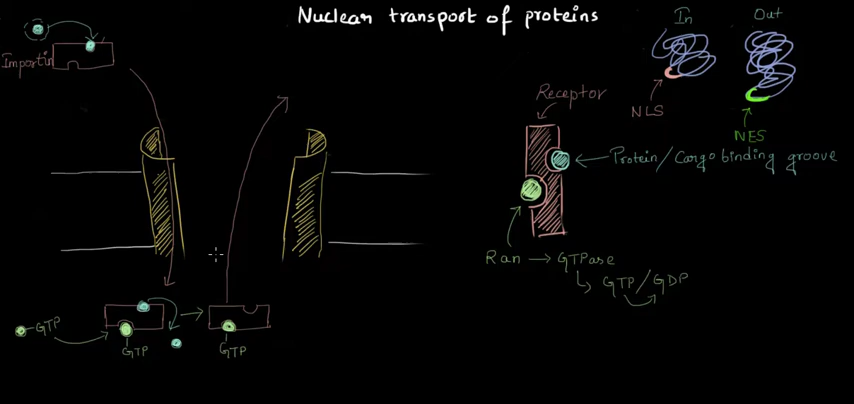 Nuclear transport of proteins
In
Out
Importin
NLS
NES
Receptor
Protein/Cargo binding groove
Ran → GTPase
GTP/GDP
GTP
GTP
GTP